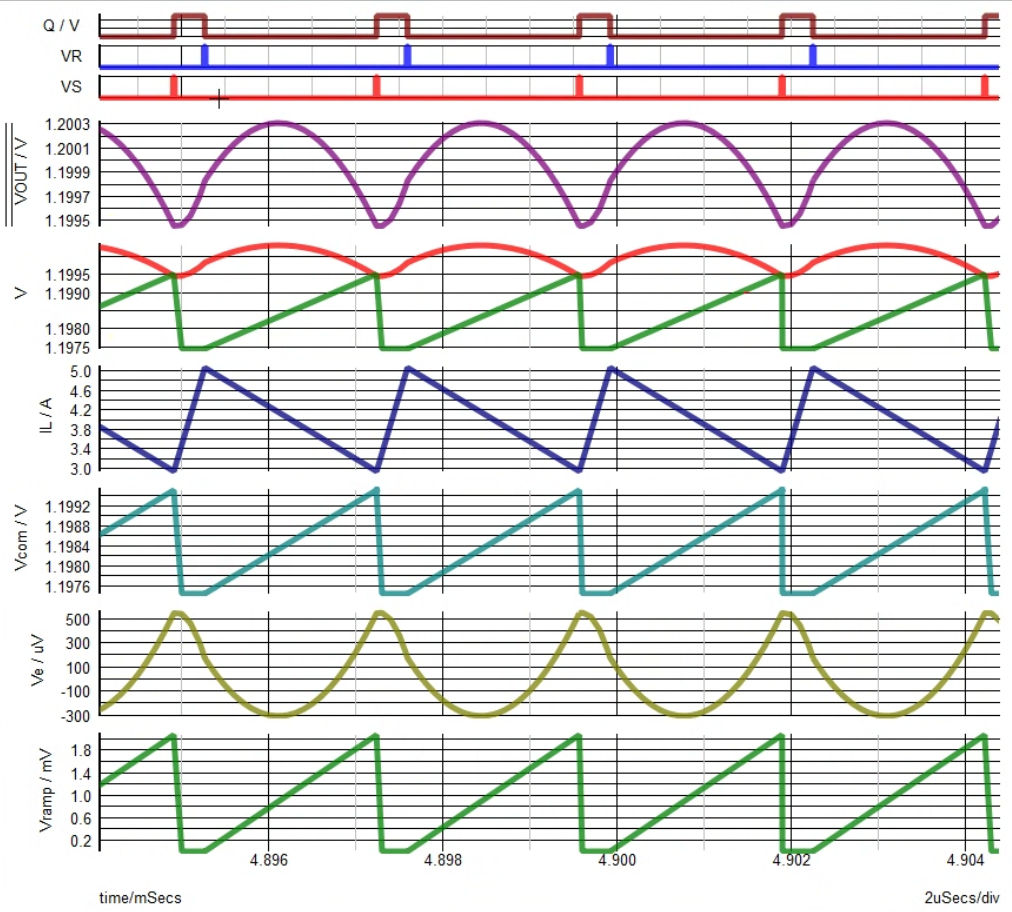 Q / V
VR
VS
1.2003
1.2001
1.1999
1.1997
1.1995
VOUT / V
1.1995
1.1990
1.1980
1.1975
V
5.0
4.6
4.2
3.8
3.4
3.0
IL / A
1.1992
1.1988
1.1984
1.1980
1.1976
Vcom / V
500
300
100
-100
-300
Ve / uV
1.8
1.4
1.0
0.6
0.2
Vramp / mV
4.896 4.898 4.900 4.902 4.904
time/mSecs 2uSecs/div